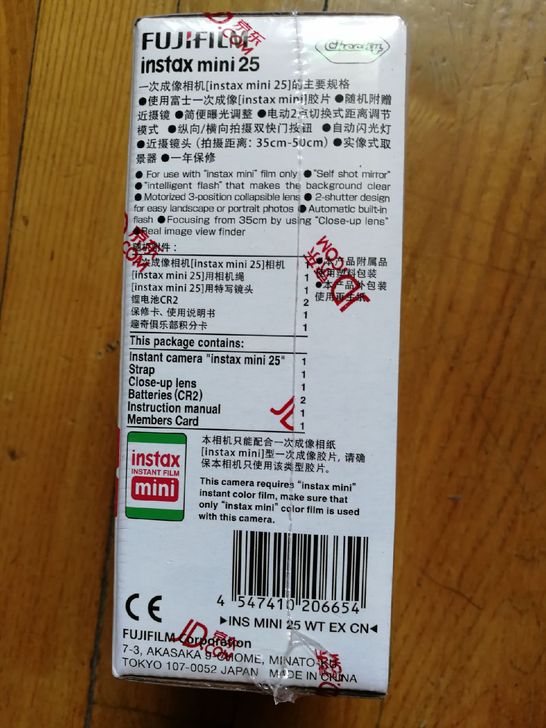 FUJIFILM
instax mini 25
一次成像相机[instax mini 25]的主要规格
●使用富士一次成像[instax mini]胶片 ●随机附赠
近摄镜 ●简便曝光调整 ●电动2点切换式距离调节
模式 ●纵向/横向拍摄双快门按钮 ●自动闪光灯
●近摄镜头（拍摄距离：35cm-50cm）●实像式取
景器 ●一年保修
● For use with "instax mini" film only ● "Self shot mirror"
● "intelligent flash" that makes the background clear
● Motorized 3-position collapsible lens ● 2-shutter design
for easy landscape or portrait photos ● Automatic built-in
flash ● Focusing from 35cm by using "Close-up lens"
●Real image view finder
随机附件：
一次成像相机[instax mini 25]相机 1
[instax mini 25]用相机绳 1
[instax mini 25]用特写镜头 1
锂电池CR2 2
保修卡、使用说明书 1
趣奇俱乐部积分卡 1
●本产品附属品
使用塑料包装
●本产品外包装
使用再生纸
This package contains:
Instant camera "instax mini 25" 1
Strap 1
Close-up lens 1
Batteries (CR2) 2
Instruction manual 1
Members Card 1
instax
INSTANT FILM
mini
本相机只能配合一次成像相纸
[instax mini]型一次成像胶片, 请确
保本相机只使用该类型胶片。
This camera requires "instax mini"
instant color film, make sure that
only "instax mini" color film is used
with this camera.
4 547410 206654
▶INS MINI 25 WT EX CN◀
CE
FUJIFILM Corporation
7-3, AKASAKA 9-CHOME, MINATO-KU,
TOKYO 107-0052 JAPAN MADE IN CHINA
京东
JD.COM